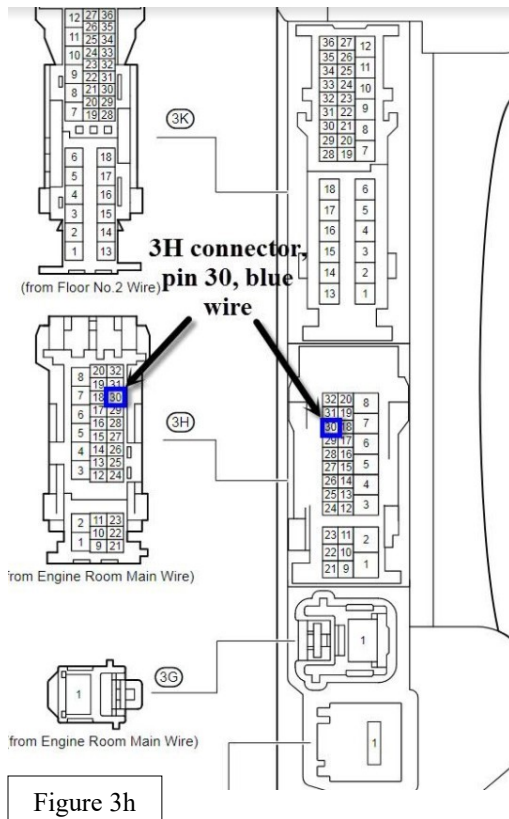 12 27 36
26 35
11 25 34
10 24 33
23 32
9 22 31
8 21 30
20 29
7 19 28
6 18
5 17
4 16
3 15
2 14
1 13
(from Floor No.2 Wire)
3K
36 27 12
35 26
34 25 11
33 24 10
32 23
31 22 9
30 21 8
29 20
28 19 7
18 6
17 5
16 4
15 3
14 2
13 1
3H connector,
pin 30, blue
wire
8 20 32
19 31
7 18 30
17 29
6 16 28
5 15 27
4 14 26
13 25
3 12 24
2 11 23
10 22
1 9 21
from Engine Room Main Wire)
3H
32 20 8
31 19
30 18 7
29 17 6
28 16
27 15 5
26 14 4
25 13
24 12 3
23 11 2
22 10
21 9 1
3G
1
1
from Engine Room Main Wire)
1
Figure 3h